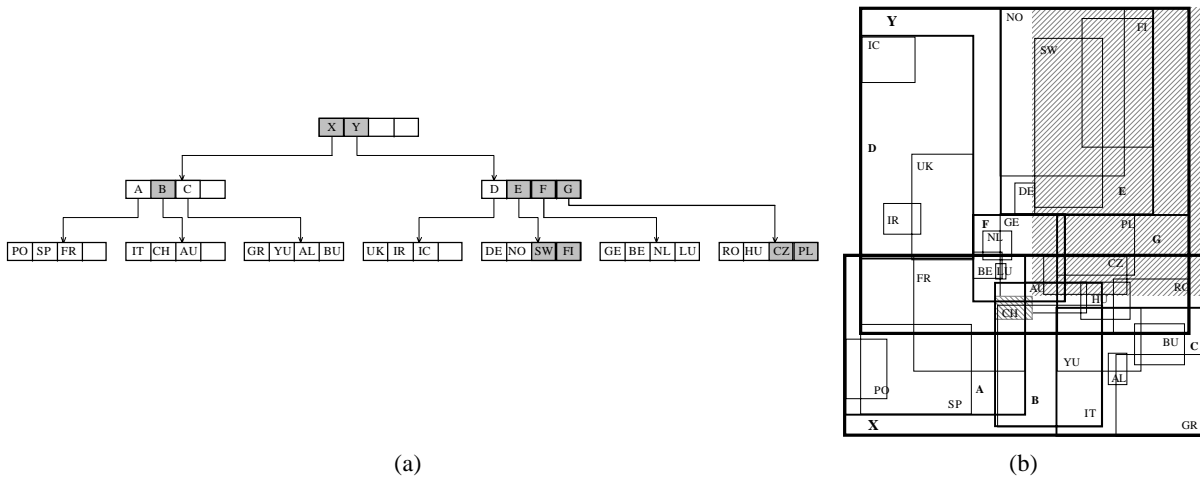 X Y
A B C
D E F G
PO SP FR
IT CH AU
GR YU AL BU
UK IR IC
DE NO SW FI
GE BE NL LU
RO HU CZ PL
(a)
Y
NO
FI
IC
SW
D
UK
DE
E
IR
F
GE
PL
NL
G
CZ
BE
LU
FR
AU
RO
HU
CH
BU
C
YU
AL
PO
A
SP
B
IT
X
GR
(b)